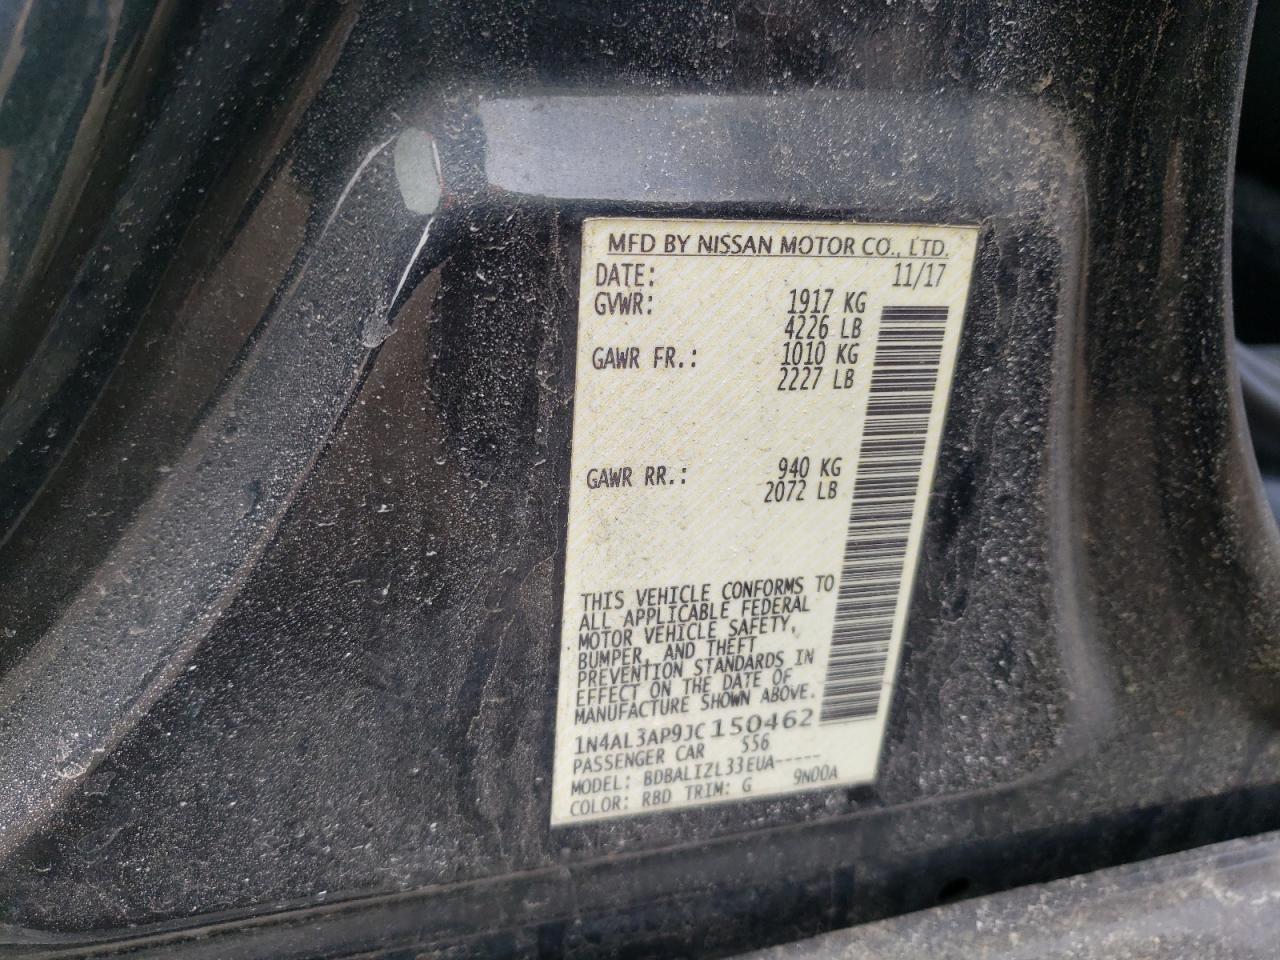 MFD BY NISSAN MOTOR CO., LTD.
DATE: 11/17
GVWR: 1917 KG
4226 LB
GAWR FR.: 1010 KG
2227 LB
GAWR RR.: 940 KG
2072 LB
THIS VEHICLE CONFORMS TO
ALL APPLICABLE FEDERAL
MOTOR VEHICLE SAFETY,
BUMPER, AND THEFT
PREVENTION STANDARDS IN
EFFECT ON THE DATE OF
MANUFACTURE SHOWN ABOVE.
1N4AL3AP9JC150462
PASSENGER CAR 556
MODEL: BDBALIZL33EUA-----
COLOR: RBD TRIM: G 9N00A